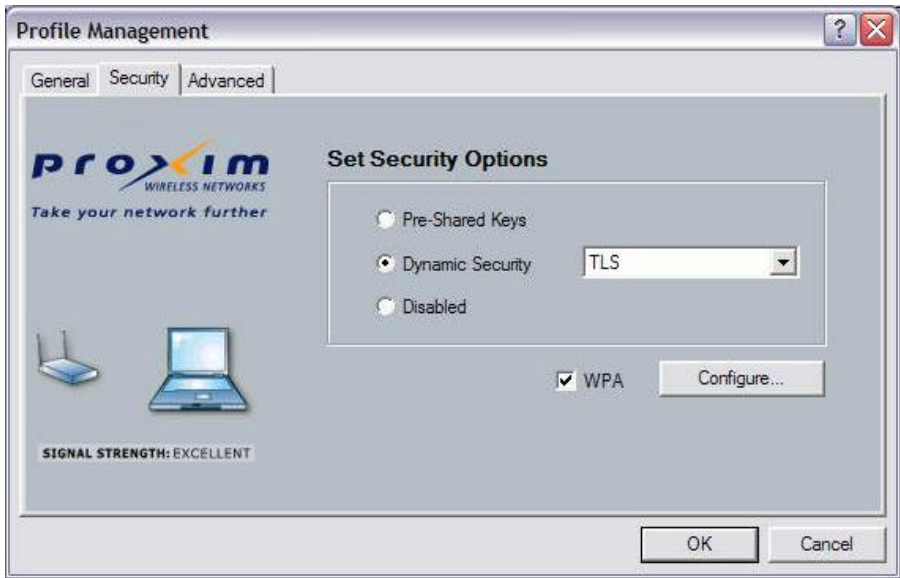 Profile Management
General Security Advanced
proxim
WIRELESS NETWORKS
Take your network further
Set Security Options
Pre-Shared Keys
Dynamic Security TLS
Disabled
WPA Configure...
SIGNAL STRENGTH: EXCELLENT
OK Cancel